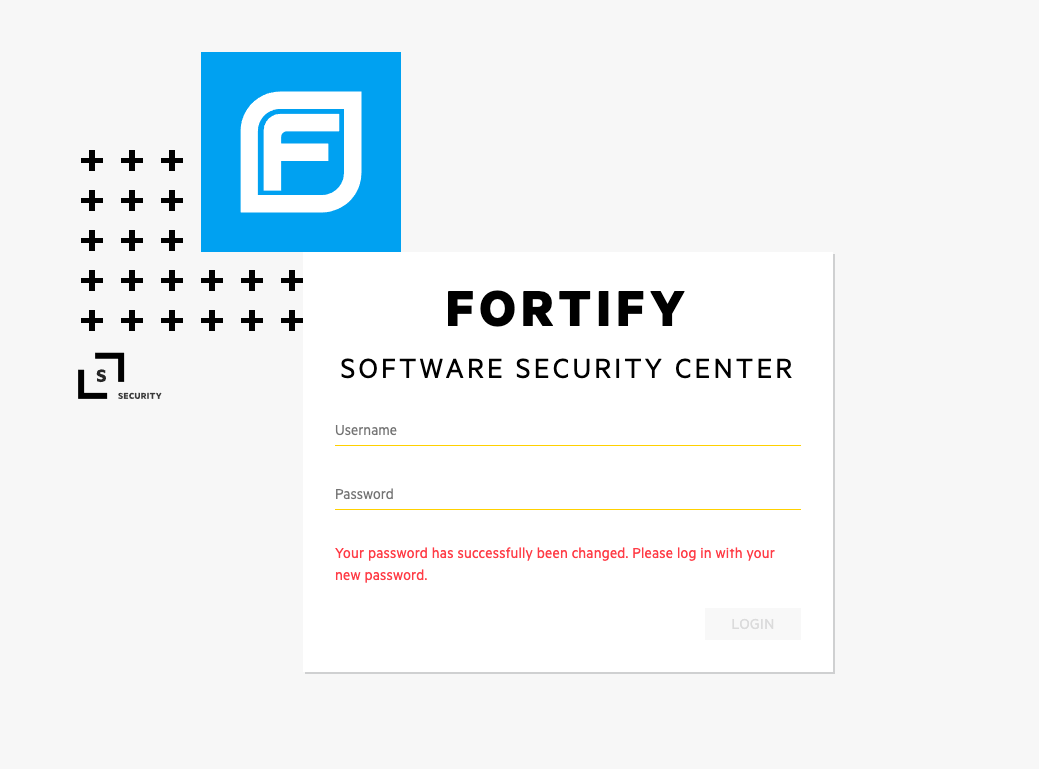 F
FORTIFY
SOFTWARE SECURITY CENTER
S
SECURITY
Username
Password
Your password has successfully been changed. Please log in with your
new password.
LOGIN